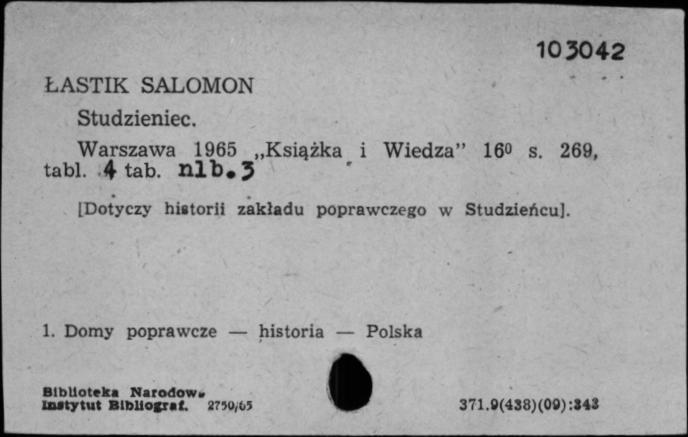 103042
ŁASTIK SALOMON
Studzieniec.
Warszawa 1965 „Książka i Wiedza” 16⁰ s. 269,
tabl. 4 tab. nlb. 3
[Dotyczy historii zakładu poprawczego w Studzieńcu].
1. Domy poprawcze — historia — Polska
Biblioteka Narodow.
Instytut Bibliograf. 2750/65
371.9(438)(09):343